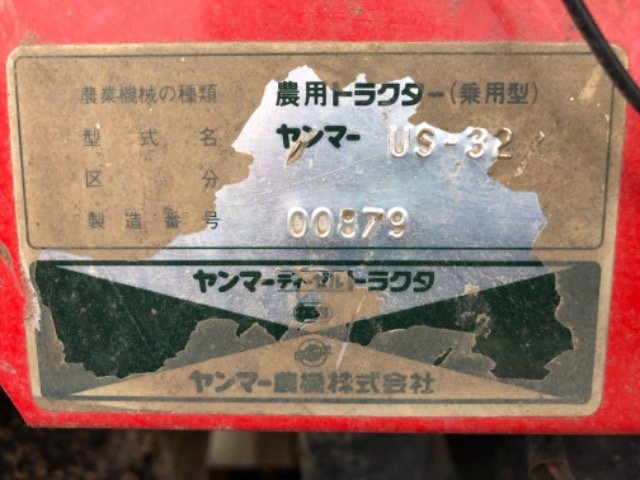 農業機械の種類 農用トラクター(乗用型)
型式名 ヤンマー US-32
区分
製造番号 00879
ヤンマーディーゼルトラクタ
ヤンマー農機株式会社